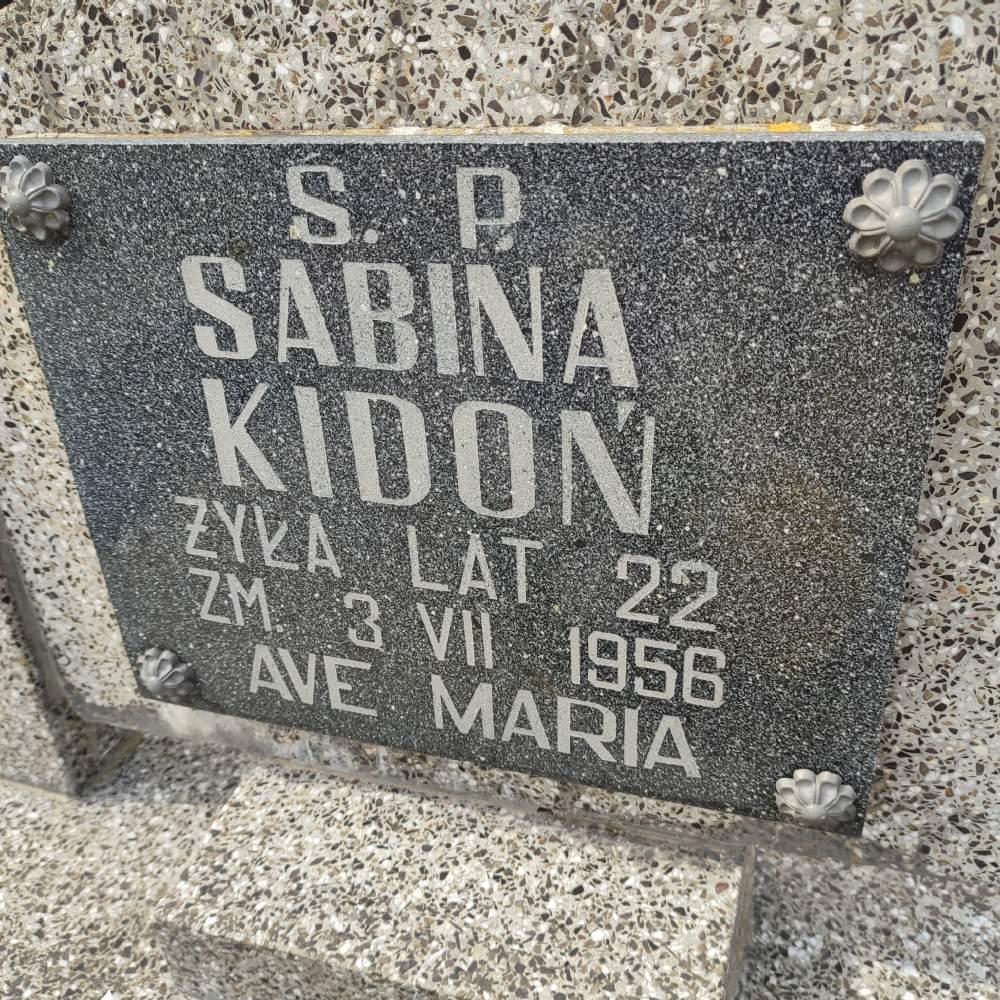 Ś. P.
SABINA
KIDOŃ
ŻYŁA LAT 22
ZM. 3 VII 1956
AVE MARIA